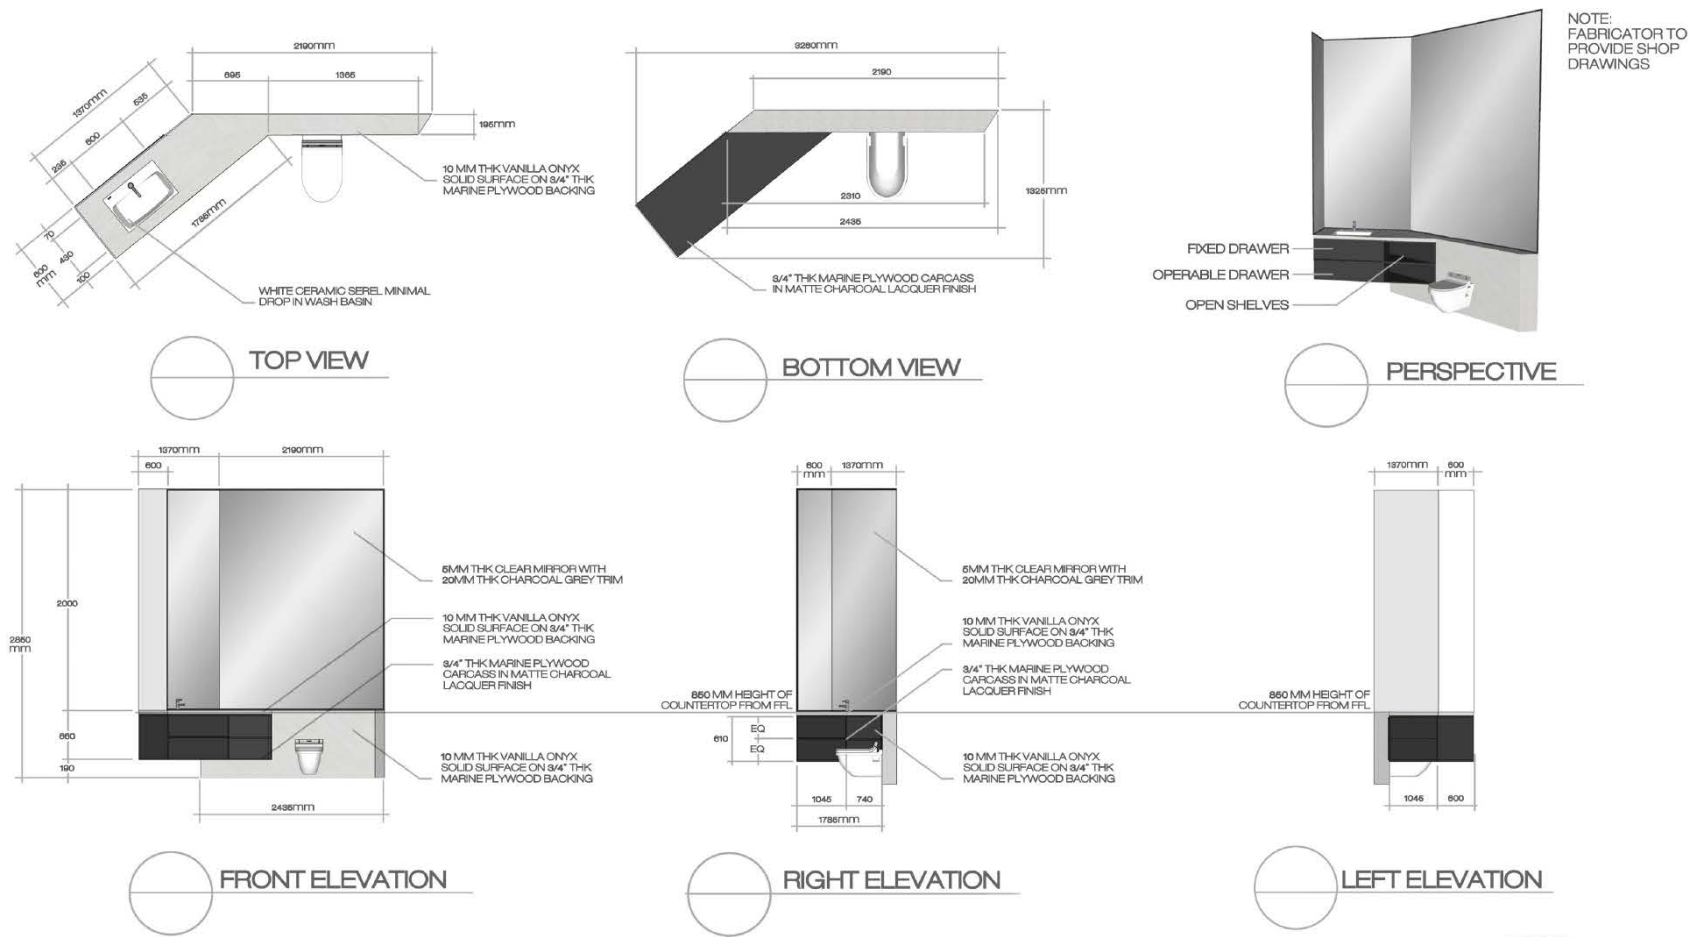 2190mm
695
1365
1370mm
535
600
235
195mm
1785mm
70
430
100
600
mm
10 MM THK VANILLA ONYX
SOLID SURFACE ON 3/4" THK
MARINE PLYWOOD BACKING
WHITE CERAMIC SEREL MINIMAL
DROP IN WASH BASIN
TOP VIEW
3260mm
2190
1325mm
2310
2435
3/4" THK MARINE PLYWOOD CARCASS
IN MATTE CHARCOAL LACQUER FINISH
BOTTOM VIEW
NOTE:
FABRICATOR TO
PROVIDE SHOP
DRAWINGS
FIXED DRAWER
OPERABLE DRAWER
OPEN SHELVES
PERSPECTIVE
1370mm
2190mm
600
2000
2850
mm
660
190
2435mm
5MM THK CLEAR MIRROR WITH
20MM THK CHARCOAL GREY TRIM
10 MM THK VANILLA ONYX
SOLID SURFACE ON 3/4" THK
MARINE PLYWOOD BACKING
3/4" THK MARINE PLYWOOD
CARCASS IN MATTE CHARCOAL
LACQUER FINISH
10 MM THK VANILLA ONYX
SOLID SURFACE ON 3/4" THK
MARINE PLYWOOD BACKING
FRONT ELEVATION
600
mm
1370mm
5MM THK CLEAR MIRROR WITH
20MM THK CHARCOAL GREY TRIM
10 MM THK VANILLA ONYX
SOLID SURFACE ON 3/4" THK
MARINE PLYWOOD BACKING
3/4" THK MARINE PLYWOOD
CARCASS IN MATTE CHARCOAL
LACQUER FINISH
850 MM HEIGHT OF
COUNTERTOP FROM FFL
610
EQ
EQ
10 MM THK VANILLA ONYX
SOLID SURFACE ON 3/4" THK
MARINE PLYWOOD BACKING
1045
740
1785mm
RIGHT ELEVATION
1370mm
600
mm
850 MM HEIGHT OF
COUNTERTOP FROM FFL
1045
600
LEFT ELEVATION